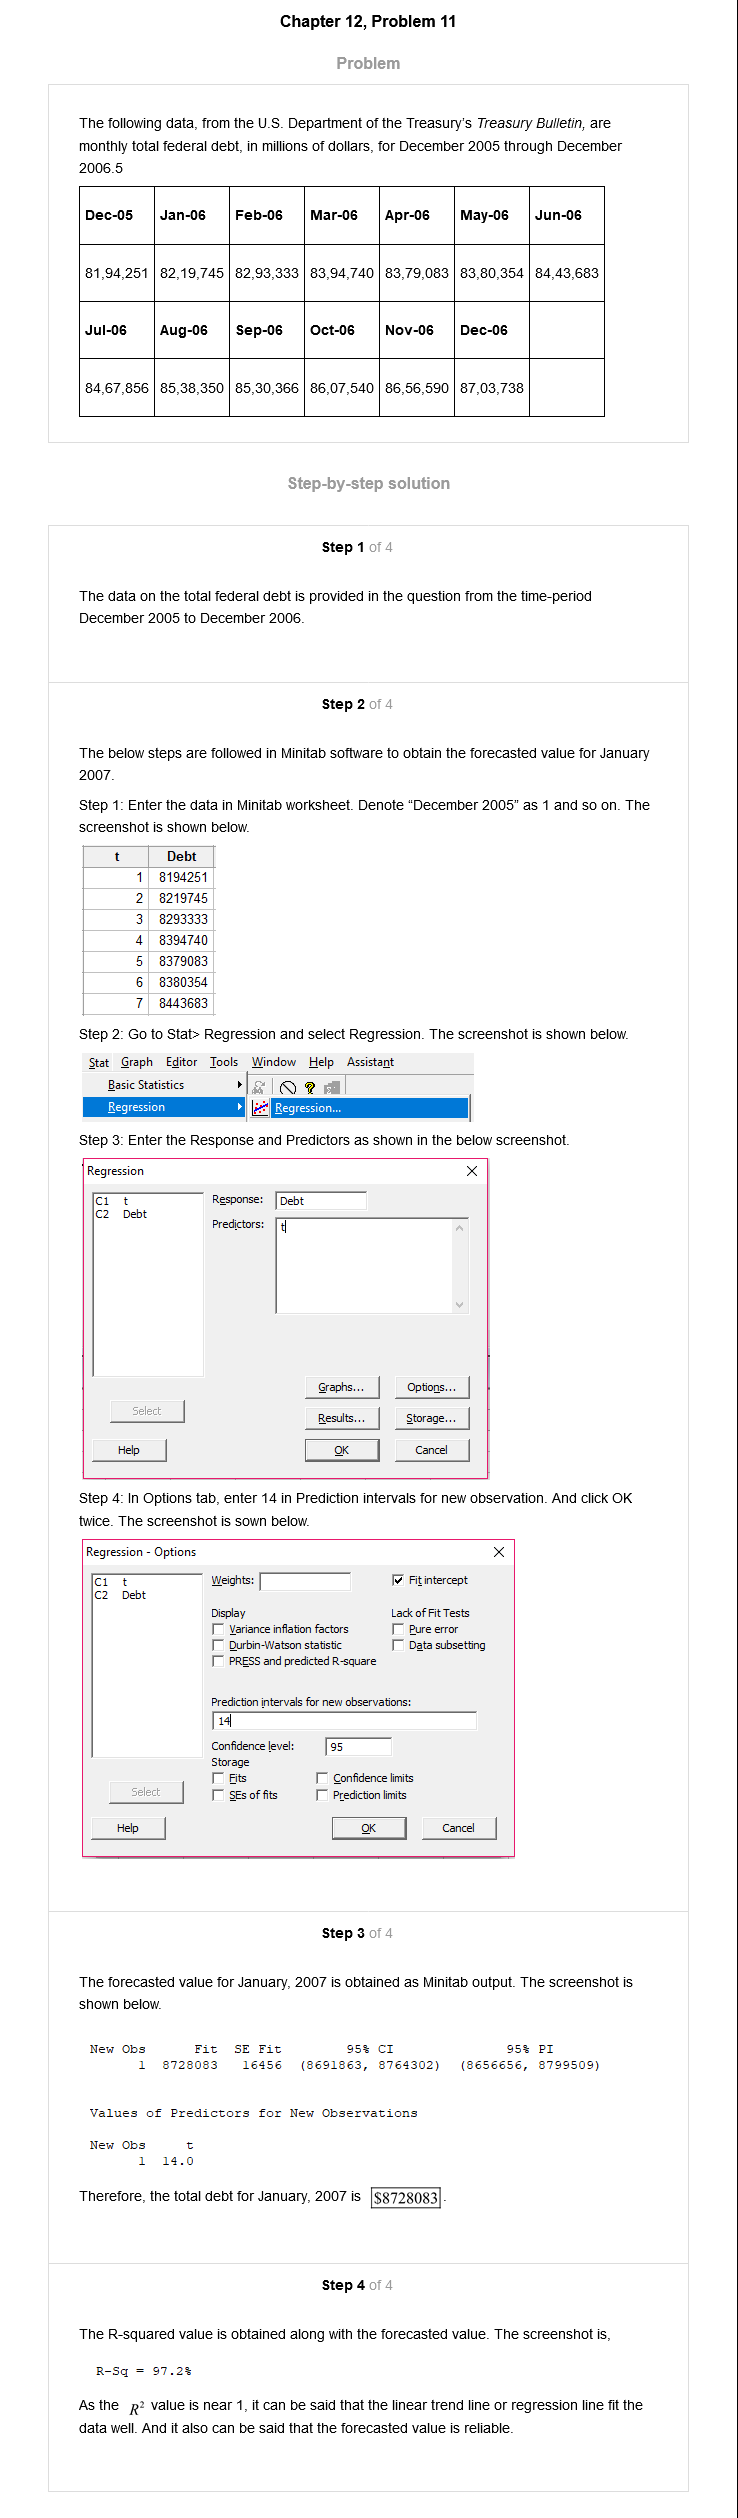 Chapter 12, Problem 11
Problem
The following data, from the U.S. Department of the Treasury's Treasury Bulletin, are
monthly total federal debt, in millions of dollars, for December 2005 through December
2006.5
Dec-05 Jan-06 Feb-06 Mar-06 Apr-06 May-06 Jun-06
81,94,251 82,19,745 82,93,333 83,94,740 83,79,083 83,80,354 84,43,683
Jul-06 Aug-06 Sep-06 Oct-06 Nov-06 Dec-06
84,67,856 85,38,350 85,30,366 86,07,540 86,56,590 87,03,738
Step-by-step solution
Step 1 of 4
The data on the total federal debt is provided in the question from the time-period
December 2005 to December 2006.
Step 2 of 4
The below steps are followed in Minitab software to obtain the forecasted value for January
2007.
Step 1: Enter the data in Minitab worksheet. Denote “December 2005” as 1 and so on. The
screenshot is shown below.
t Debt
1 8194251
2 8219745
3 8293333
4 8394740
5 8379083
6 8380354
7 8443683
Step 2: Go to Stat> Regression and select Regression. The screenshot is shown below.
Stat Graph Editor Tools Window Help Assistant
Basic Statistics
Regression Regression...
Step 3: Enter the Response and Predictors as shown in the below screenshot.
Regression
C1 t Response: Debt
C2 Debt
Predictors: t
Graphs... Options...
Select
Results... Storage...
Help OK Cancel
Step 4: In Options tab, enter 14 in Prediction intervals for new observation. And click OK
twice. The screenshot is sown below.
Regression - Options
C1 t Weights: Fit intercept
C2 Debt
Display Lack of Fit Tests
Variance inflation factors Pure error
Durbin-Watson statistic Data subsetting
PRESS and predicted R-square
Prediction intervals for new observations:
14
Confidence level: 95
Storage
Fits Confidence limits
Select SEs of fits Prediction limits
Help OK Cancel
Step 3 of 4
The forecasted value for January, 2007 is obtained as Minitab output. The screenshot is
shown below.
New Obs Fit SE Fit 95% CI 95% PI
1 8728083 16456 (8691863, 8764302) (8656656, 8799509)
Values of Predictors for New Observations
New Obs t
1 14.0
Therefore, the total debt for January, 2007 is $8728083.
Step 4 of 4
The R-squared value is obtained along with the forecasted value. The screenshot is,
R-Sq = 97.2%
As the R² value is near 1, it can be said that the linear trend line or regression line fit the
data well. And it also can be said that the forecasted value is reliable.